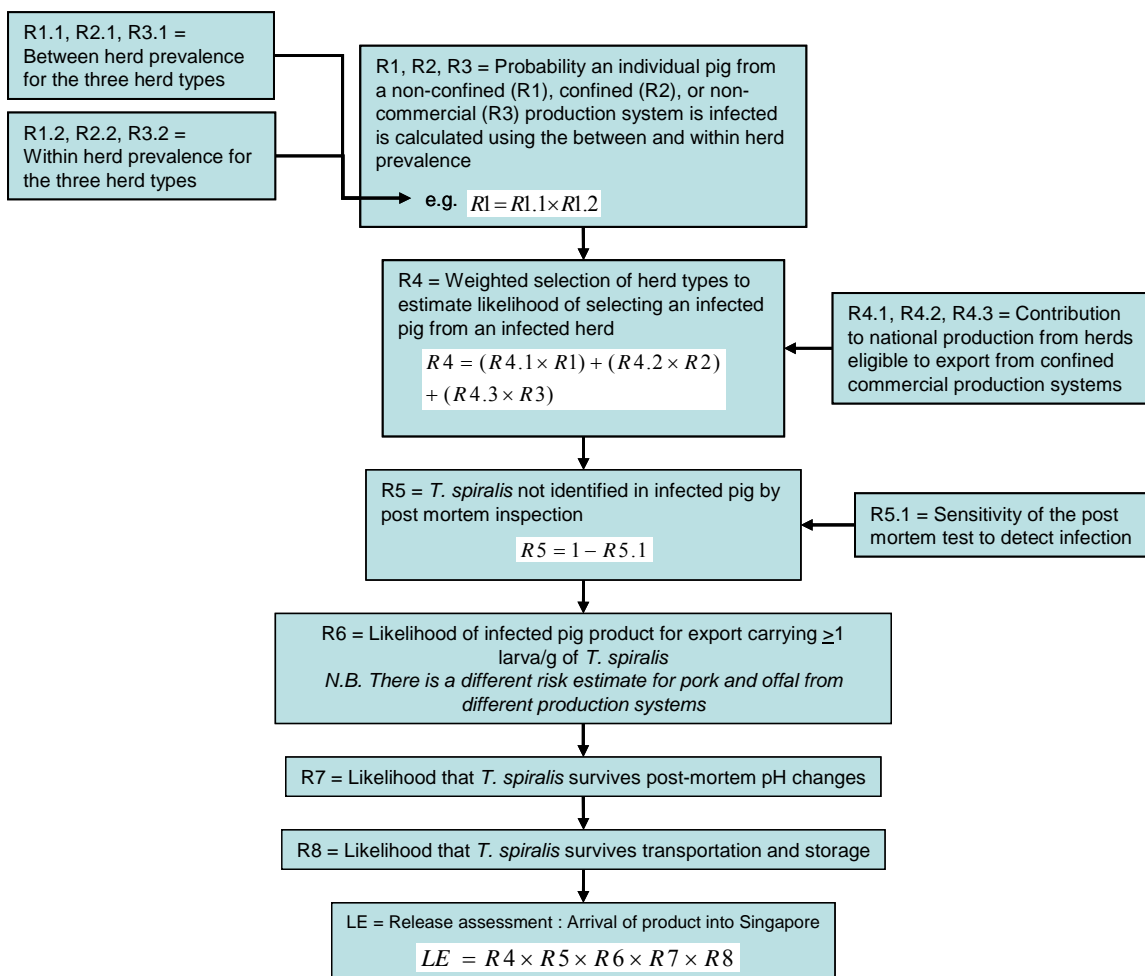 R1.1, R2.1, R3.1 =
Between herd prevalence
for the three herd types
R1.2, R2.2, R3.2 =
Within herd prevalence for
the three herd types
R1, R2, R3 = Probability an individual pig from
a non-confined (R1), confined (R2), or non-
commercial (R3) production system is infected
is calculated using the between and within herd
prevalence
e.g. R1=R1.1×R1.2
R4 = Weighted selection of herd types to
estimate likelihood of selecting an infected
pig from an infected herd
R4 = (R4.1 × R1) + (R4.2 × R2)
+ (R4.3 × R3)
R4.1, R4.2, R4.3 = Contribution
to national production from herds
eligible to export from confined
commercial production systems
R5 = T. spiralis not identified in infected pig by
post mortem inspection
R5 = 1 − R5.1
R5.1 = Sensitivity of the post
mortem test to detect infection
R6 = Likelihood of infected pig product for export carrying ≥1
larva/g of T. spiralis
N.B. There is a different risk estimate for pork and offal from
different production systems
R7 = Likelihood that T. spiralis survives post-mortem pH changes
R8 = Likelihood that T. spiralis survives transportation and storage
LE = Release assessment : Arrival of product into Singapore
LE = R4 × R5 × R6 × R7 × R8